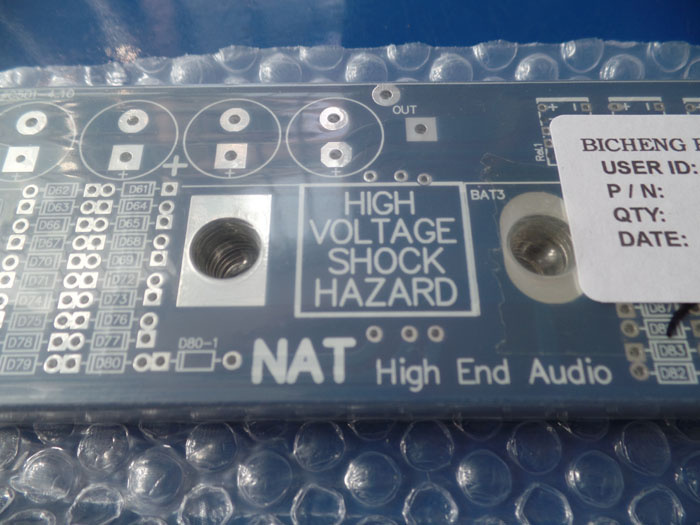 OUT
Rel.1
BICHENG
USER ID:
P / N:
QTY:
DATE:
BAT3
HIGH
VOLTAGE
SHOCK
HAZARD
D62 D61
D63 D64
D66 D65
D67 D68
D70 D69
D71 D72
D74 D73
D75 D76
D78 D77
D79 D80
D80-1
D83
D82
NAT High End Audio